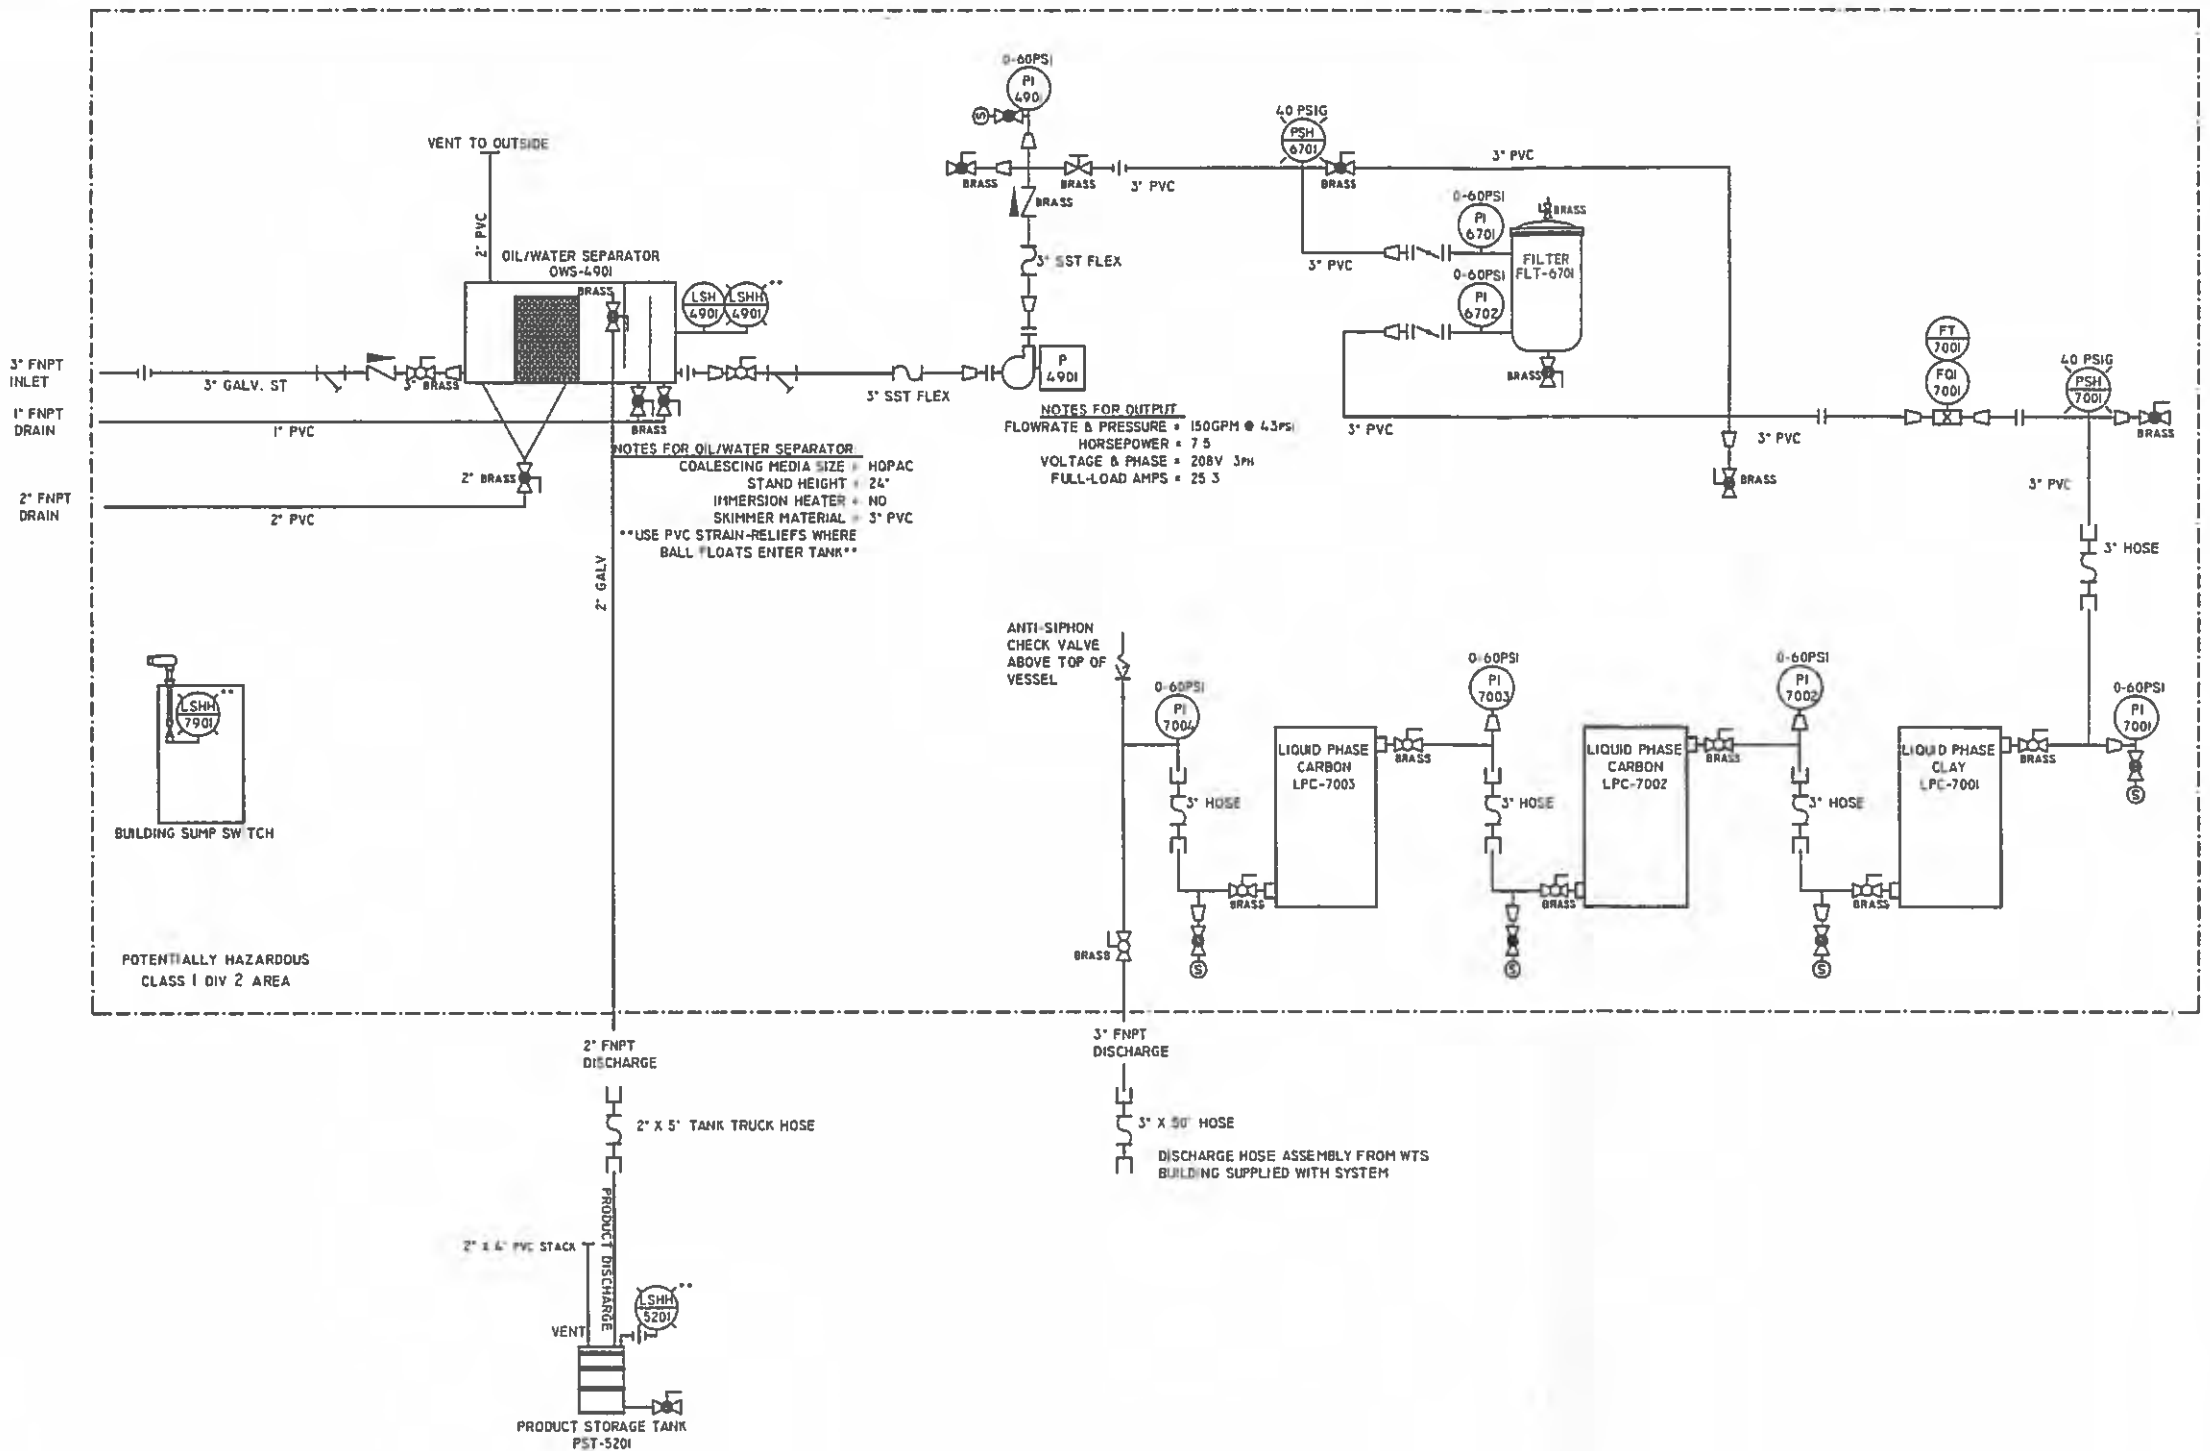 0-60PSI
PI
4901
40 PSIG
PSH
6701
VENT TO OUTSIDE
3" PVC
BRASS
BRASS
3" PVC
BRASS
BRASS
0-60PSI
PI
6701
BRASS
2" PVC
OIL/WATER SEPARATOR
OWS-4901
BRASS
LSH
4901
LSHH
4901
**
3" SST FLEX
3" PVC
FILTER
FLT-6701
0-60PSI
PI
6702
BRASS
FT
7001
FQI
7001
40 PSIG
PSH
7001
BRASS
3" FNPT
INLET
3" GALV. ST
3" BRASS
3" SST FLEX
P
4901
1" FNPT
DRAIN
1" PVC
BRASS
NOTES FOR OUTPUT
FLOWRATE & PRESSURE = 150GPM @ 43PSI
HORSEPOWER = 7.5
VOLTAGE & PHASE = 208V 3PH
FULL-LOAD AMPS = 25.3
3" PVC
3" PVC
BRASS
3" PVC
NOTES FOR OIL/WATER SEPARATOR
COALESCING MEDIA SIZE = HOPAC
STAND HEIGHT = 24"
IMMERSION HEATER = NO
SKIMMER MATERIAL = 3" PVC
**USE PVC STRAIN-RELIEFS WHERE
BALL FLOATS ENTER TANK**
2" BRASS
2" FNPT
DRAIN
2" PVC
2" GALV
3" HOSE
ANTI-SIPHON
CHECK VALVE
ABOVE TOP OF
VESSEL
0-60PSI
PI
7004
0-60PSI
PI
7003
0-60PSI
PI
7002
0-60PSI
PI
7001
LSHH
7901
**
BUILDING SUMP SWITCH
LIQUID PHASE
CARBON
LPC-7003
BRASS
LIQUID PHASE
CARBON
LPC-7002
BRASS
LIQUID PHASE
CLAY
LPC-7001
BRASS
3" HOSE
3" HOSE
3" HOSE
BRASS
BRASS
BRASS
S
S
S
S
S
BRASS
POTENTIALLY HAZARDOUS
CLASS 1 DIV 2 AREA
2" FNPT
DISCHARGE
3" FNPT
DISCHARGE
2" X 5' TANK TRUCK HOSE
3" X 50' HOSE
DISCHARGE HOSE ASSEMBLY FROM WTS
BUILDING SUPPLIED WITH SYSTEM
PRODUCT DISCHARGE
2" X 6' PVC STACK
LSHH
5201
**
VENT
PRODUCT STORAGE TANK
PST-5201